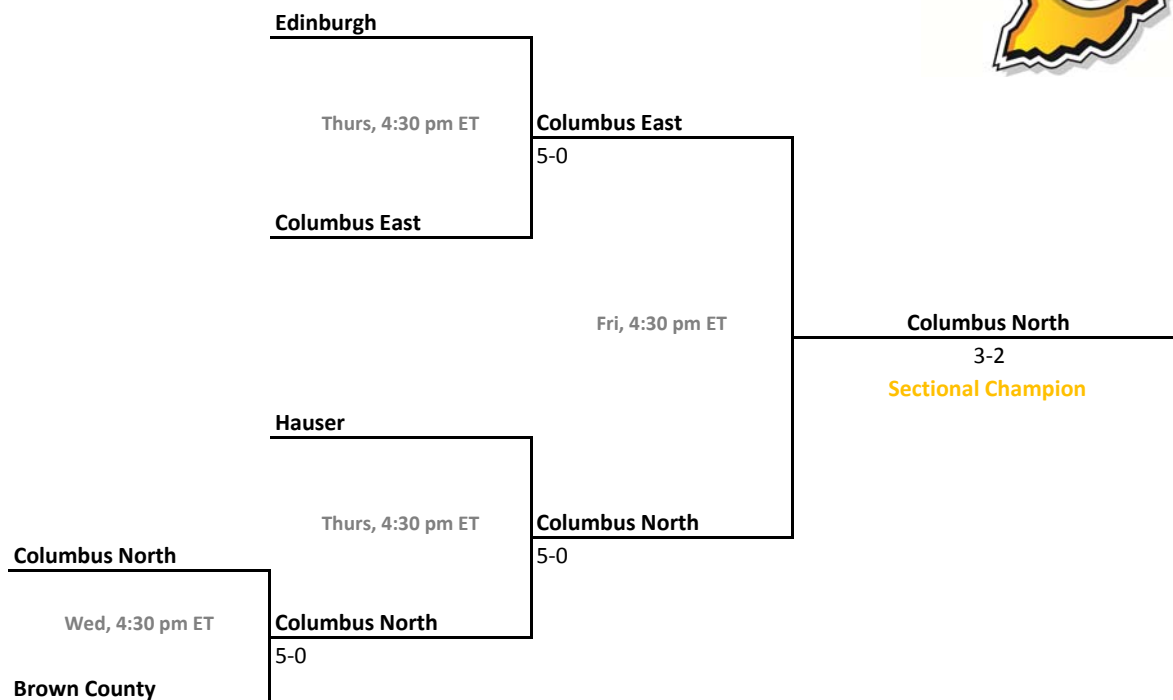 Edinburgh
Thurs, 4:30 pm ET
Columbus East
5-0
Columbus East
Fri, 4:30 pm ET
Columbus North
3-2
Sectional Champion
Hauser
Thurs, 4:30 pm ET
Columbus North
5-0
Columbus North
Wed, 4:30 pm ET
Columbus North
5-0
Brown County